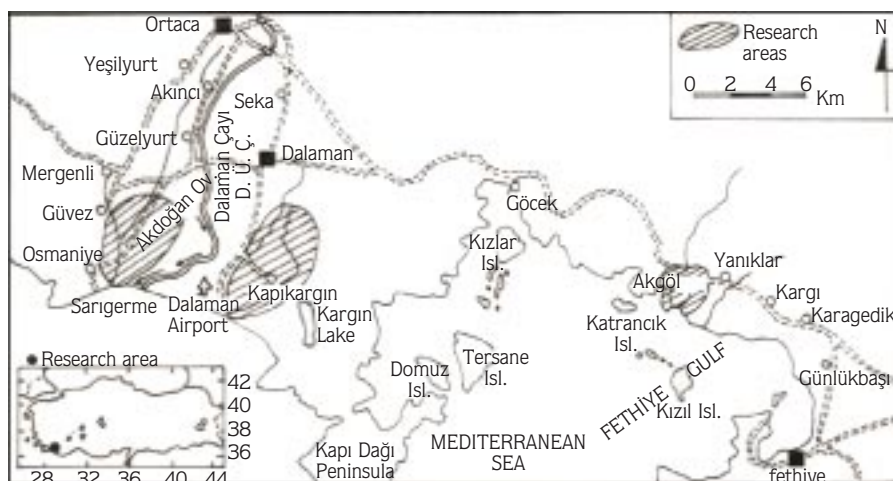 Ortaca
Yeşilyurt
Akıncı
Seka
Güzelyurt
Dalaman Çayı
D. Ü. Ç.
Dalaman
Mergenli
Güvez
Akdoğan Ov
Osmaniye
Sarıgerme
Dalaman
Airport
Kapıkargın
Kargın
Lake
Göcek
Kızlar
Isl.
Akgöl
Yanıklar
Kargı
Karagedik
Katrancık
Isl.
Günlükbaşı
Domuz
Isl.
Tersane
Isl.
FETHİYE GULF
Kızıl Isl.
Kapı Dağı
Peninsula
MEDITERRANEAN
SEA
fethiye
Research
areas
0 2 4 6
Km
N
Research area
42
40
38
36
28 32 36 40 44